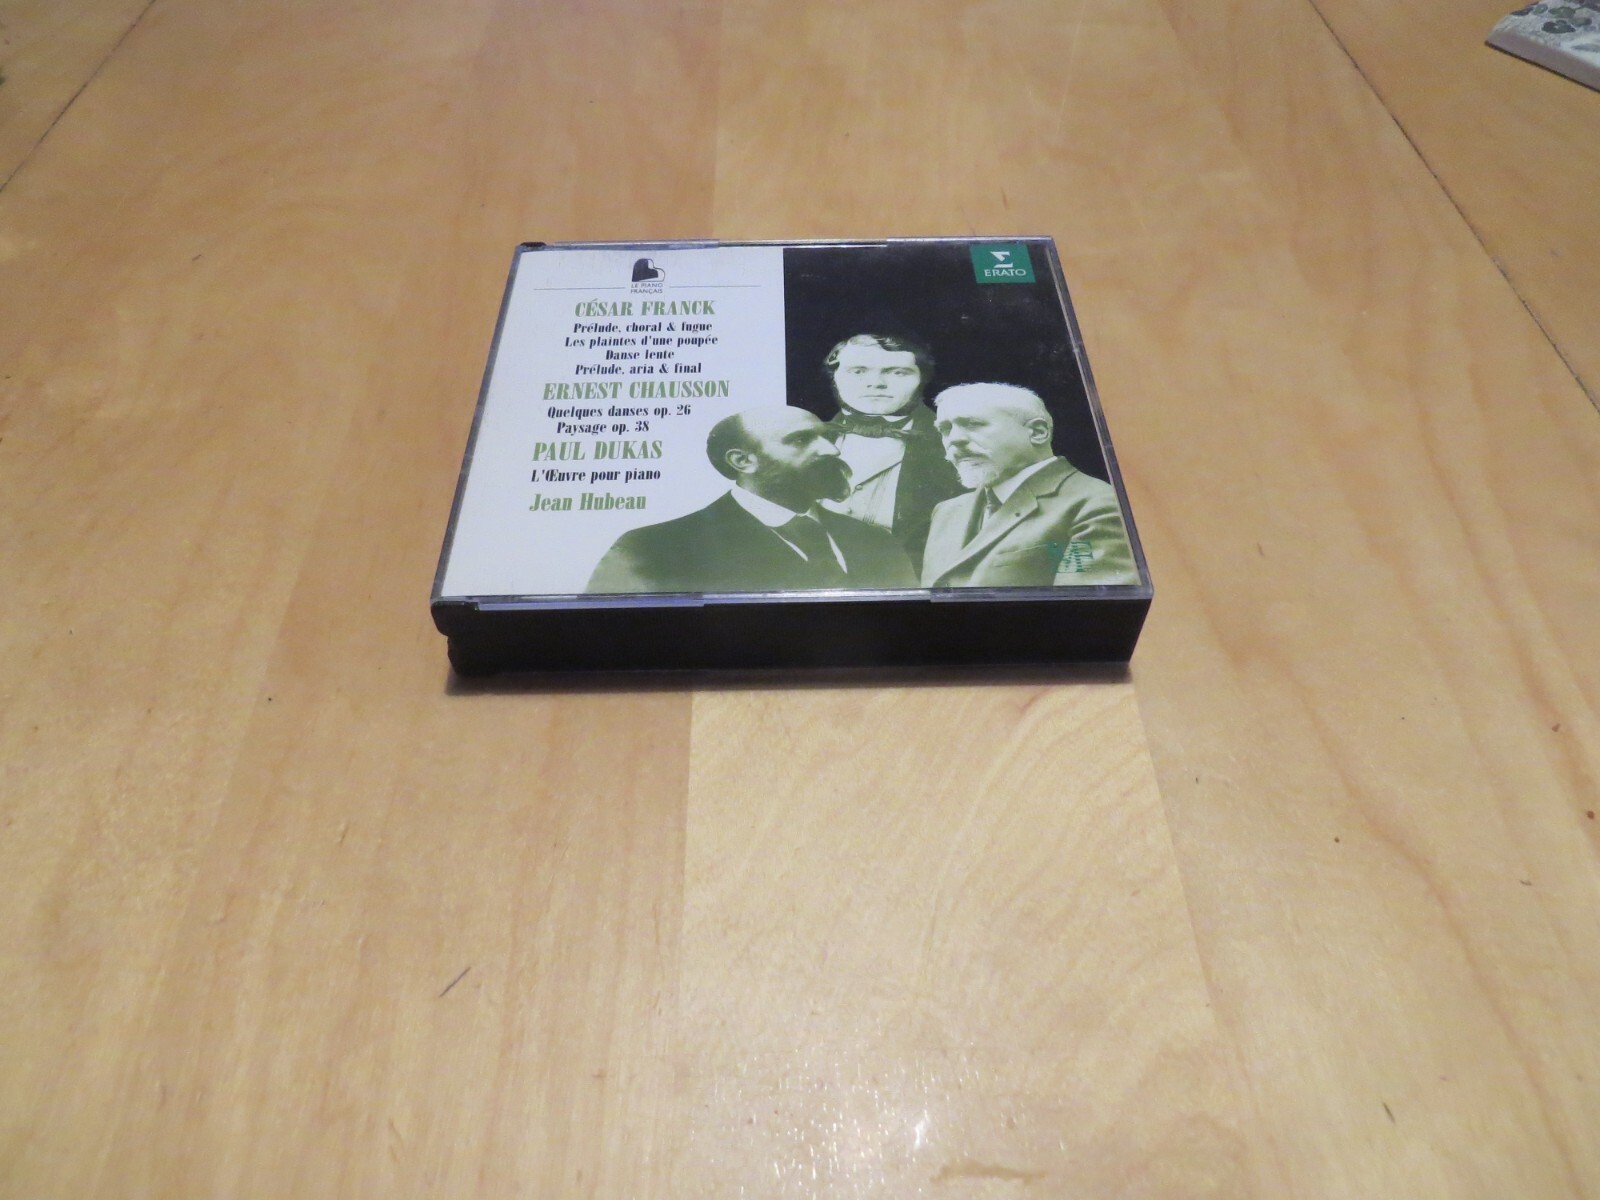 LE PIANO
FRANÇAIS
ERATO
CÉSAR FRANCK
Prélude, choral & fugue
Les plaintes d'une poupée
Danse lente
Prélude, aria & final
ERNEST CHAUSSON
Quelques danses op. 26
Paysage op. 38
PAUL DUKAS
L'Œuvre pour piano
Jean Hubeau